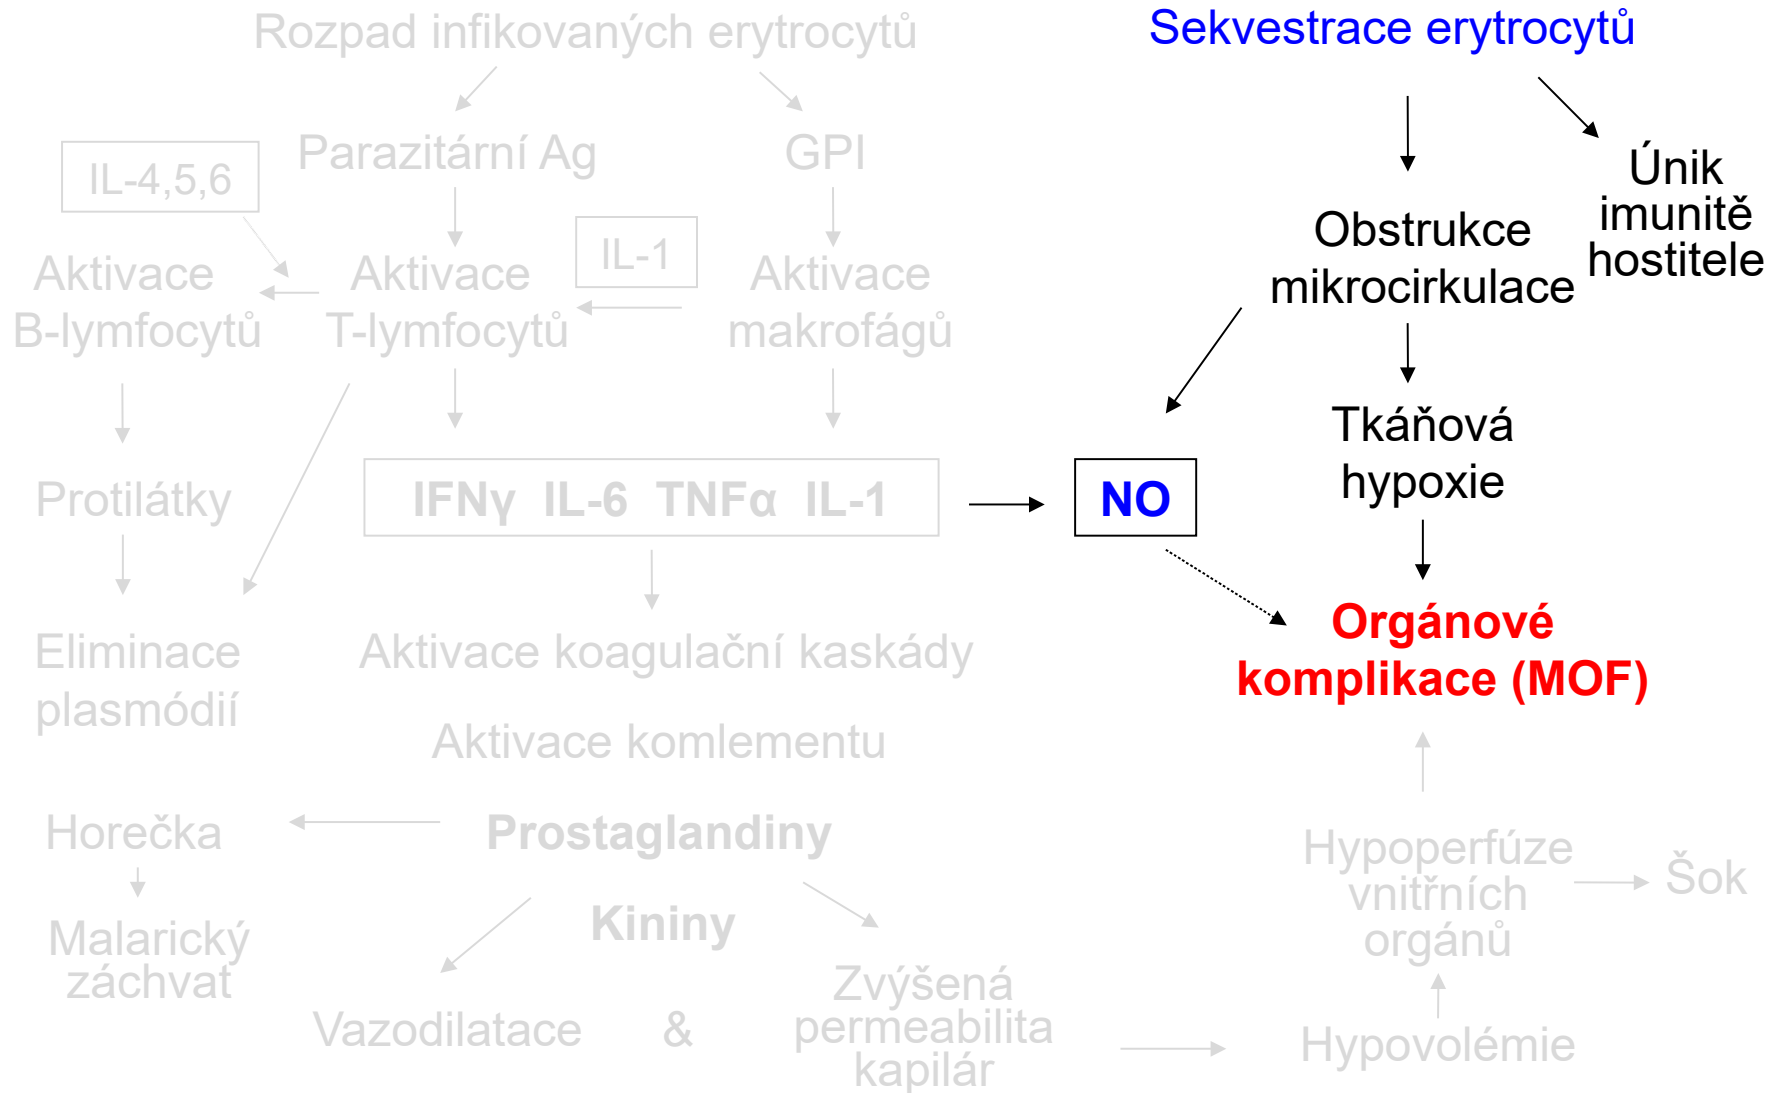 Rozpad infikovaných erytrocytů
Sekvestrace erytrocytů
IL-4,5,6
Parazitární Ag
GPI
Únik
imunitě
hostitele
Obstrukce
mikrocirkulace
IL-1
Aktivace
B-lymfocytů
Aktivace
T-lymfocytů
Aktivace
makrofágů
Tkáňová
hypoxie
Protilátky
IFNγ IL-6 TNFα IL-1
NO
Orgánové
komplikace (MOF)
Eliminace
plasmódií
Aktivace koagulační kaskády
Aktivace komlementu
Horečka
Prostaglandiny
Hypoperfúze
vnitřních
orgánů
Šok
Kininy
Malarický
záchvat
Vazodilatace &
Zvýšená
permeabilita
kapilár
Hypovolémie